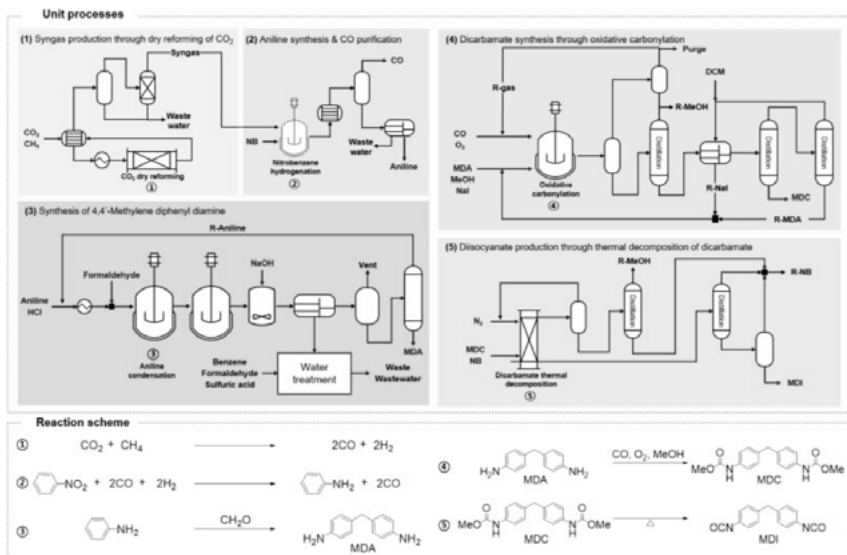 Unit processes
(1) Syngas production through dry reforming of CO₂
Syngas
Waste
water
CO₂
CH₄
CO₂ dry reforming
①
(2) Aniline synthesis & CO purification
CO
NB
Waste
water
Aniline
Nitrobenzene
hydrogenation
②
(3) Synthesis of 4,4'-Methylene diphenyl diamine
R-Aniline
Formaldehyde
NaOH
Vent
Aniline
HCl
MDA
③
Aniline
condensation
Benzene
Formaldehyde
Sulfuric acid
Water
treatment
Waste
Wastewater
(4) Dicarbamate synthesis through oxidative carbonylation
Purge
DCM
R-gas
R-MeOH
CO
O₂
MDA
MeOH
NaI
Distillation
Distillation
Distillation
Oxidative
carbonylation
④
R-NaI
MDC
R-MDA
(5) Diisocyanate production through thermal decomposition of dicarbamate
R-MeOH
R-NB
N₂
Distillation
Distillation
MDC
NB
Dicarbamate thermal
decomposition
⑤
MDI
Reaction scheme
① CO₂ + CH₄ 2CO + 2H₂
② NO₂ + 2CO + 2H₂ NH₂ + 2CO
③ NH₂ CH₂O H₂N NH₂
MDA
④ H₂N NH₂ CO, O₂, MeOH MeO O N H N H O OMe
MDA MDC
⑤ MeO O N H N H O OMe △ OCN NCO
MDC MDI